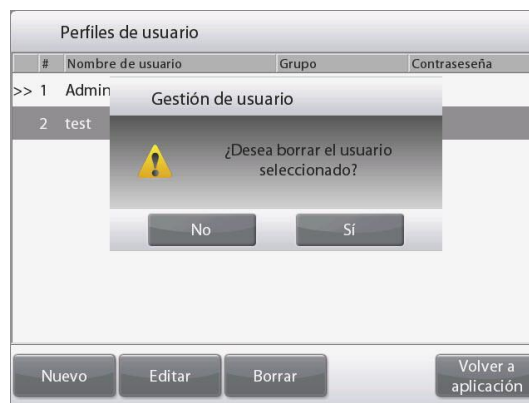 Perfiles de usuario
# Nombre de usuario Grupo Contraseseña
>> 1 Admin
2 test
Gestión de usuario
¿Desea borrar el usuario
seleccionado?
No Sí
Nuevo Editar Borrar Volver a
aplicación